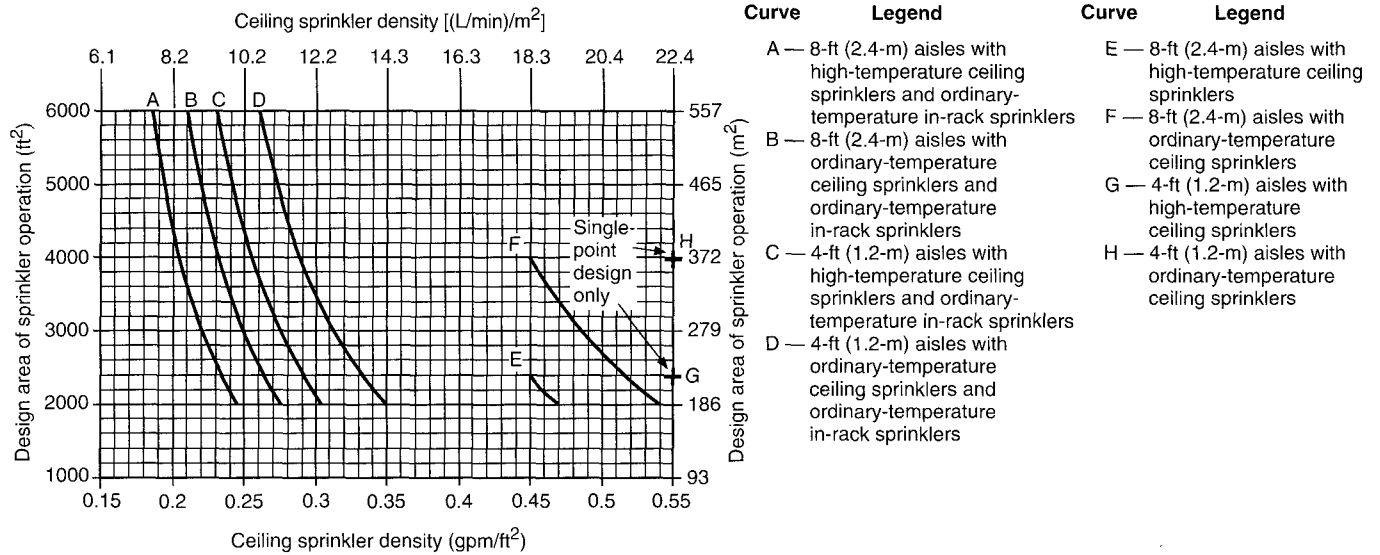 Ceiling sprinkler density [(L/min)/m²]
6.1 8.2 10.2 12.2 14.3 16.3 18.3 20.4 22.4
A B C D
6000 557
5000 465
4000 372
3000 279
2000 186
1000 93
F
Single-
point
design
only
H
E
G
0.15 0.2 0.25 0.3 0.35 0.4 0.45 0.5 0.55
Ceiling sprinkler density (gpm/ft²)
Design area of sprinkler operation (ft²)
Design area of sprinkler operation (m²)
Curve Legend
A — 8-ft (2.4-m) aisles with
high-temperature ceiling
sprinklers and ordinary-
temperature in-rack sprinklers
B — 8-ft (2.4-m) aisles with
ordinary-temperature
ceiling sprinklers and
ordinary-temperature
in-rack sprinklers
C — 4-ft (1.2-m) aisles with
high-temperature ceiling
sprinklers and ordinary-
temperature in-rack sprinklers
D — 4-ft (1.2-m) aisles with
ordinary-temperature
ceiling sprinklers and
ordinary-temperature
in-rack sprinklers
Curve Legend
E — 8-ft (2.4-m) aisles with
high-temperature ceiling
sprinklers
F — 8-ft (2.4-m) aisles with
ordinary-temperature
ceiling sprinklers
G — 4-ft (1.2-m) aisles with
high-temperature
ceiling sprinklers
H — 4-ft (1.2-m) aisles with
ordinary-temperature
ceiling sprinklers